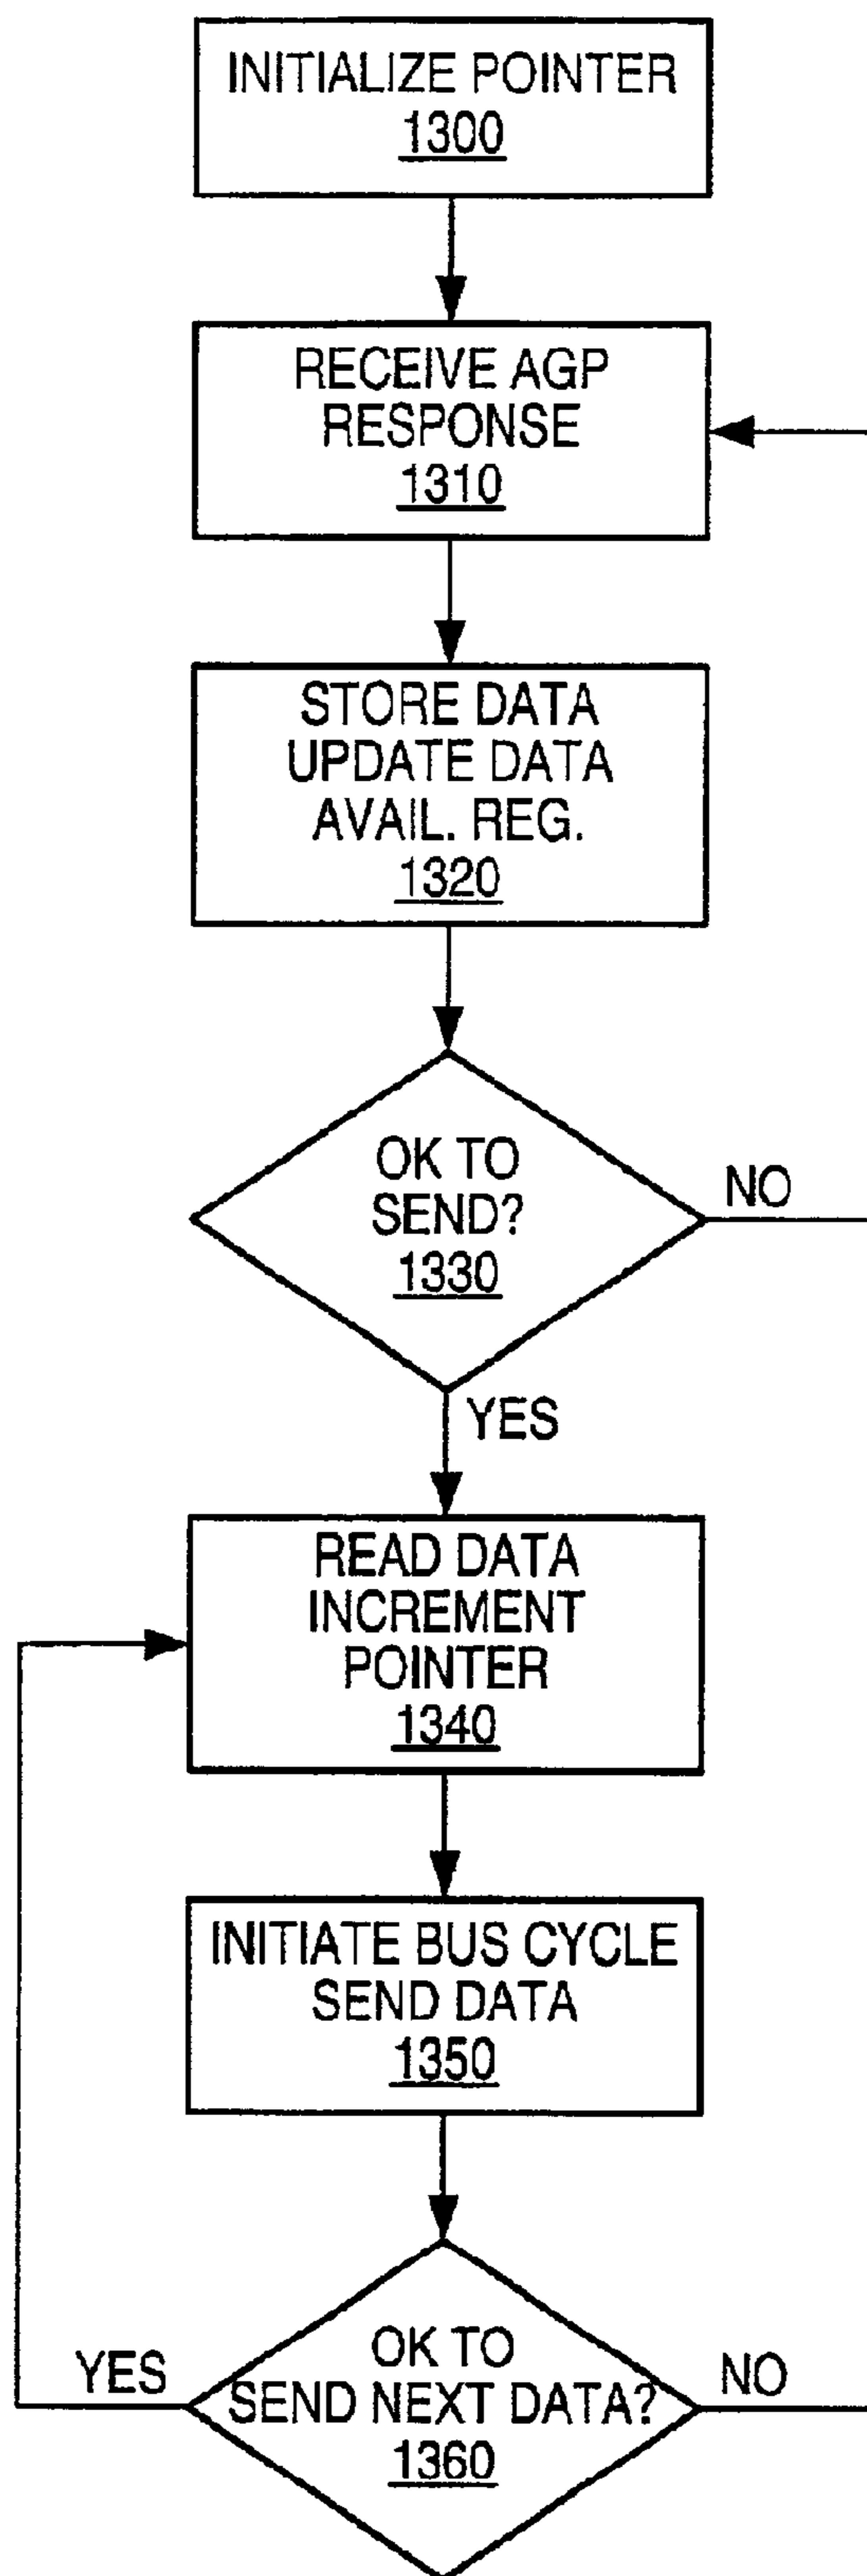 INITIALIZE POINTER
1300
RECEIVE AGP
RESPONSE
1310
STORE DATA
UPDATE DATA
AVAIL. REG.
1320
OK TO
SEND?
1330
NO
YES
READ DATA
INCREMENT
POINTER
1340
INITIATE BUS CYCLE
SEND DATA
1350
YES
OK TO
SEND NEXT DATA?
1360
NO